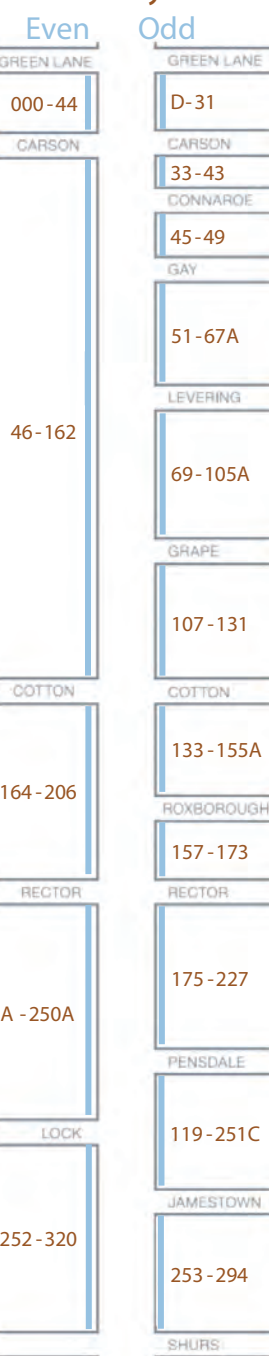 Even Odd
GREEN LANE GREEN LANE
000-44 D-31
CARSON CARSON
33-43
CONNAROE
45-49
GAY
51-67A
LEVERING
46-162
69-105A
GRAPE
107-131
COTTON COTTON
133-155A
164-206
ROXBOROUGH
157-173
RECTOR RECTOR
175-227
A-250A
PENSDALE
LOCK 119-251C
JAMESTOWN
252-320
253-294
SHURS